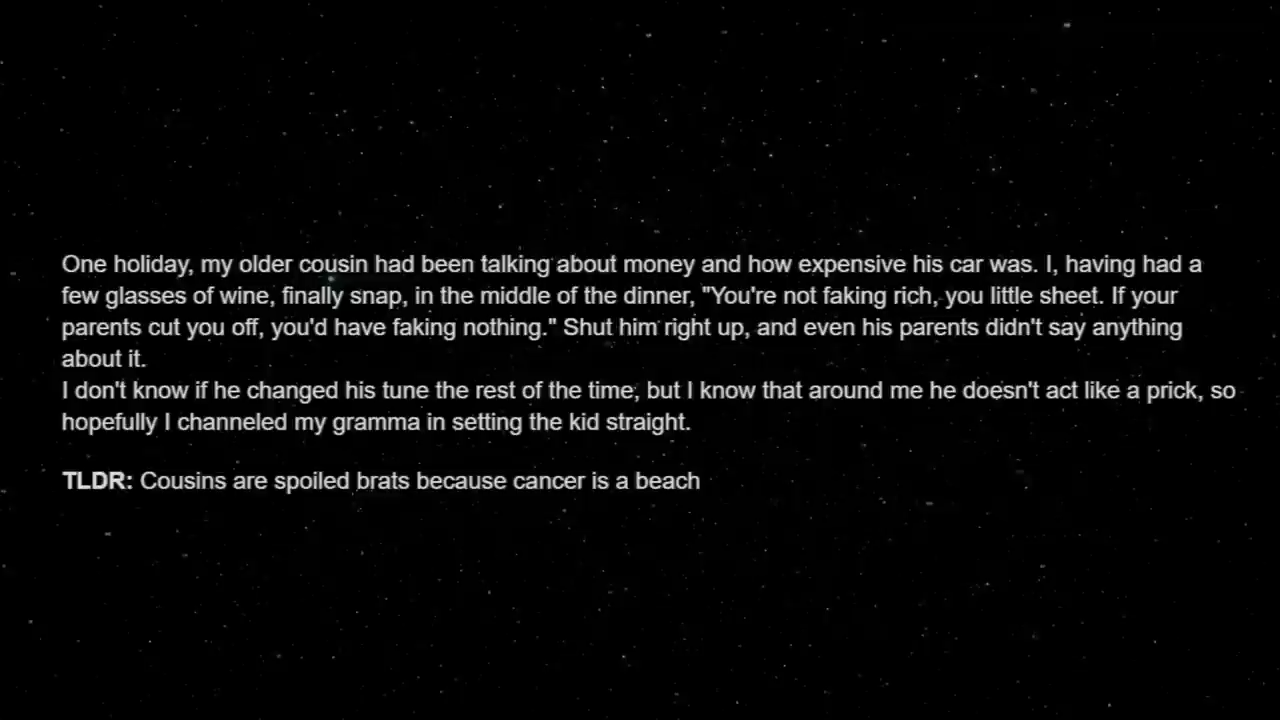 One holiday, my older cousin had been talking about money and how expensive his car was. I, having had a
few glasses of wine, finally snap, in the middle of the dinner, "You're not faking rich, you little sheet. If your
parents cut you off, you'd have faking nothing." Shut him right up, and even his parents didn't say anything
about it.
I don't know if he changed his tune the rest of the time, but I know that around me he doesn't act like a prick, so
hopefully I channeled my gramma in setting the kid straight.
TLDR: Cousins are spoiled brats because cancer is a beach